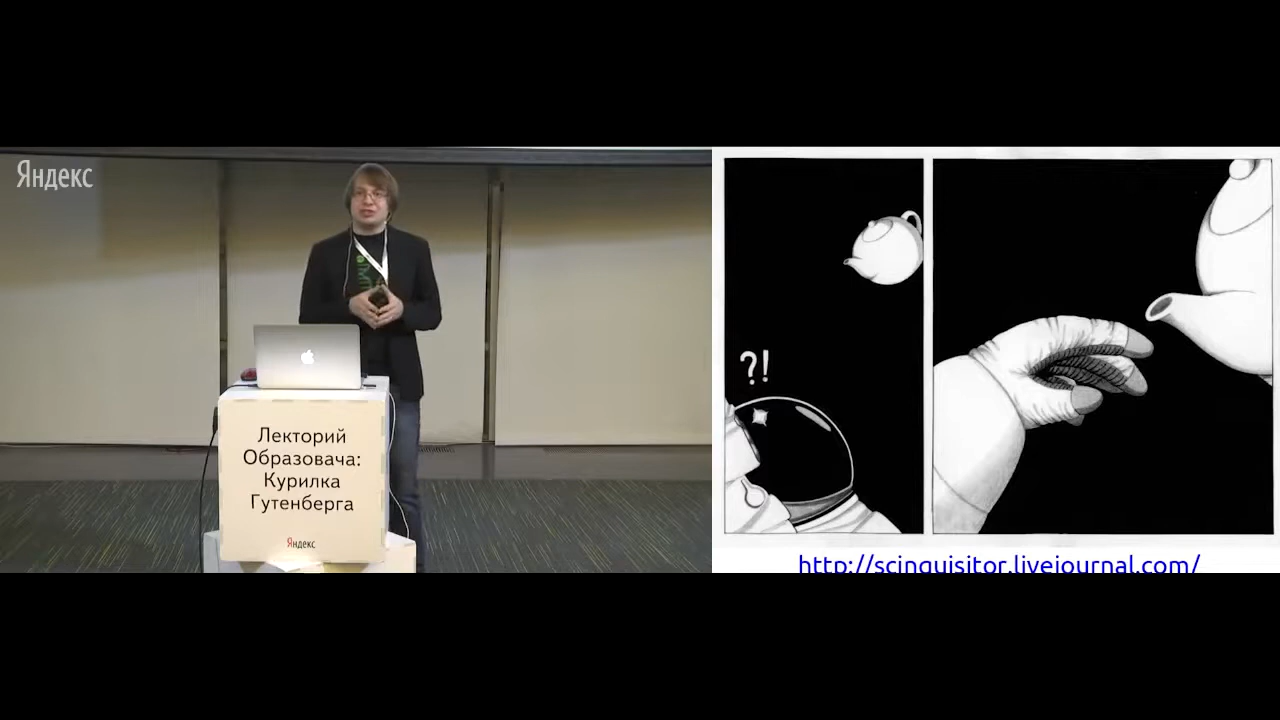 Яндекс
Лекторий
Образовача:
Курилка
Гутенберга
Яндекс
?!
http://scinquisitor.livejournal.com/